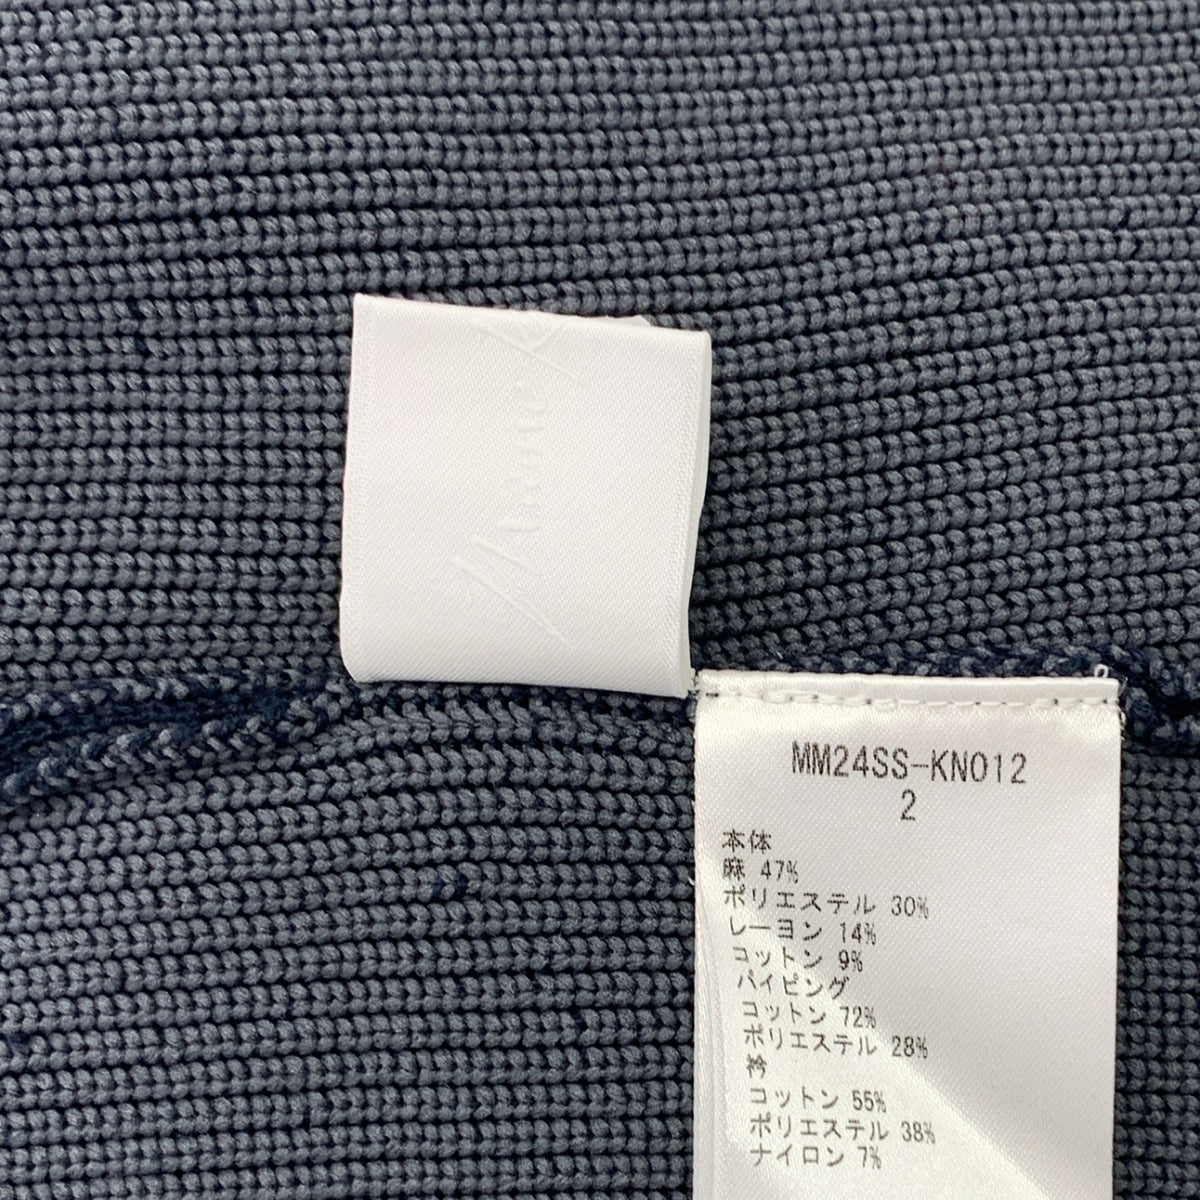 MM24SS-KN012
2
本体
麻 47%
ポリエステル 30%
レーヨン 14%
コットン 9%
パイピング
コットン 72%
ポリエステル 28%
衿
コットン 55%
ポリエステル 38%
ナイロン 7%